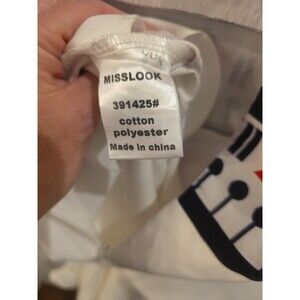 MISSLOOK
391425#
cotton
polyester
Made in china